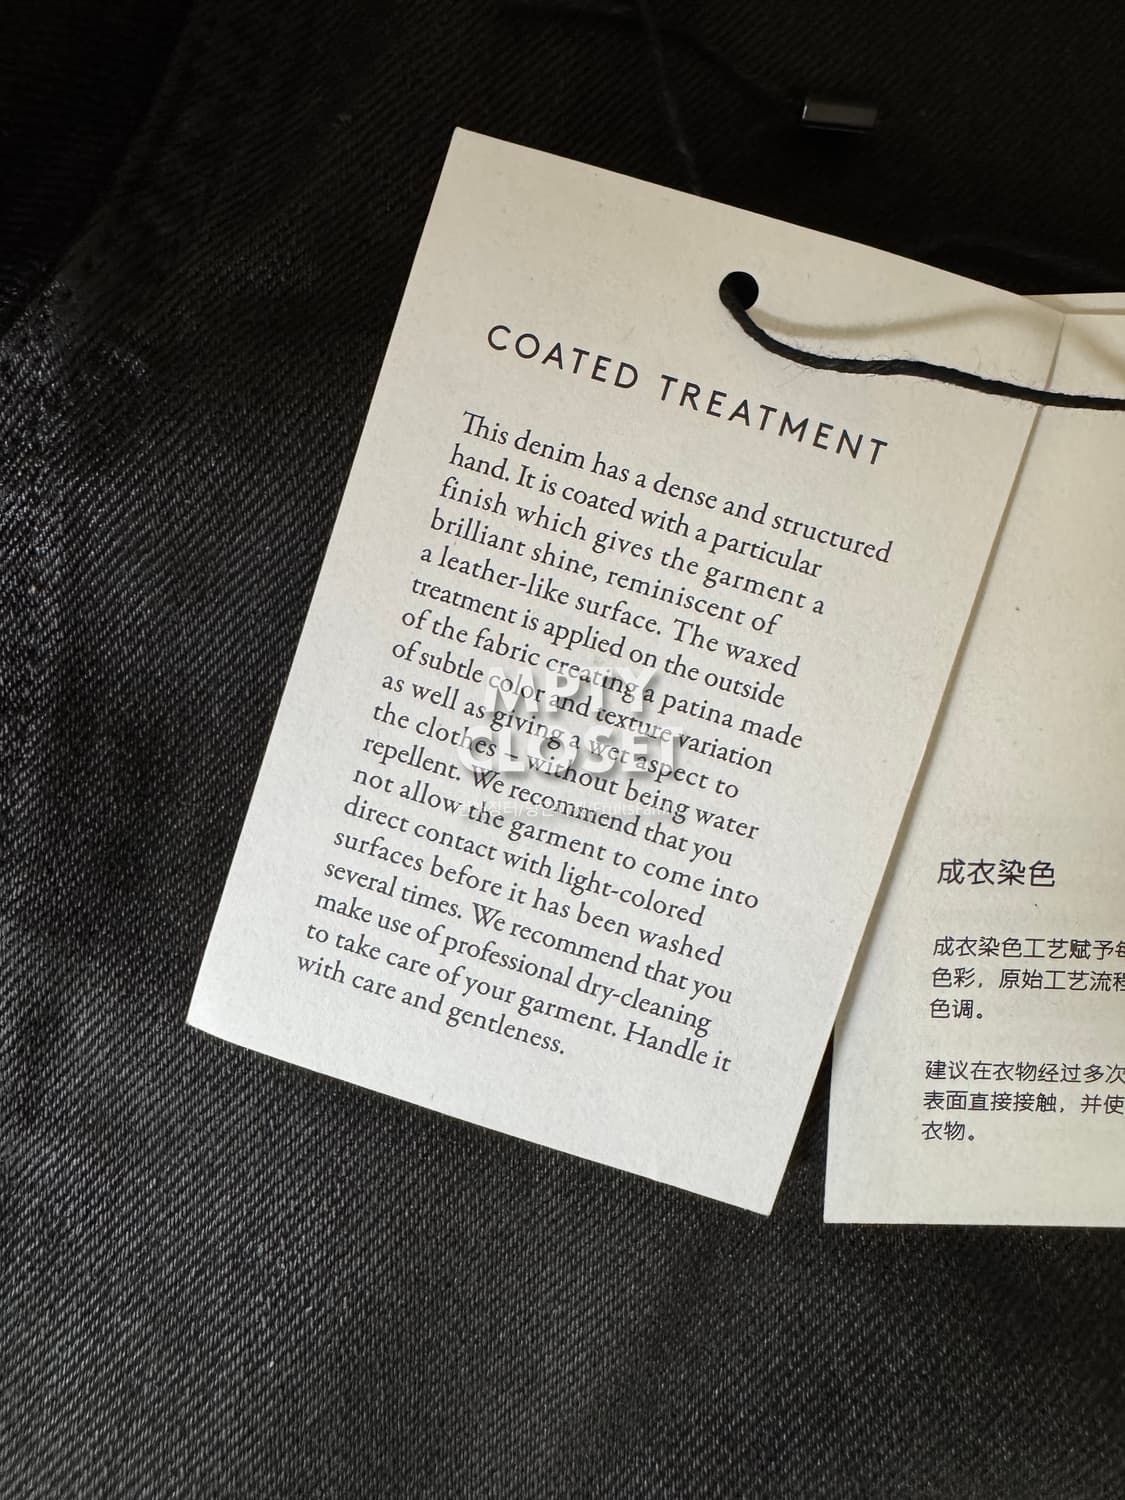 COATED TREATMENT
This denim has a dense and structured
hand. It is coated with a particular
finish which gives the garment a
brilliant shine, reminiscent of
a leather-like surface. The waxed
treatment is applied on the outside
of the fabric creating a patina made
of subtle color and texture variation
as well as giving a wet aspect to
the clothes – without being water
repellent. We recommend that you
not allow the garment to come into
direct contact with light-colored
surfaces before it has been washed
several times. We recommend that you
make use of professional dry-cleaning
to take care of your garment. Handle it
with care and gentleness.
MPTY
CLOSET
成衣染色
成衣染色工艺赋予每
色彩，原始工艺流程
色调。
建议在衣物经过多次
表面直接接触，并使
衣物。